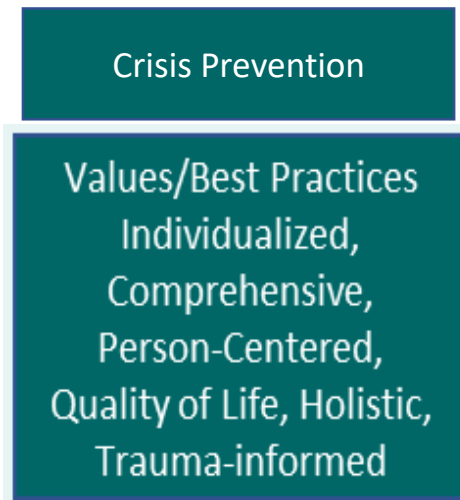 Crisis Prevention
Values/Best Practices
Individualized,
Comprehensive,
Person-Centered,
Quality of Life, Holistic,
Trauma-informed